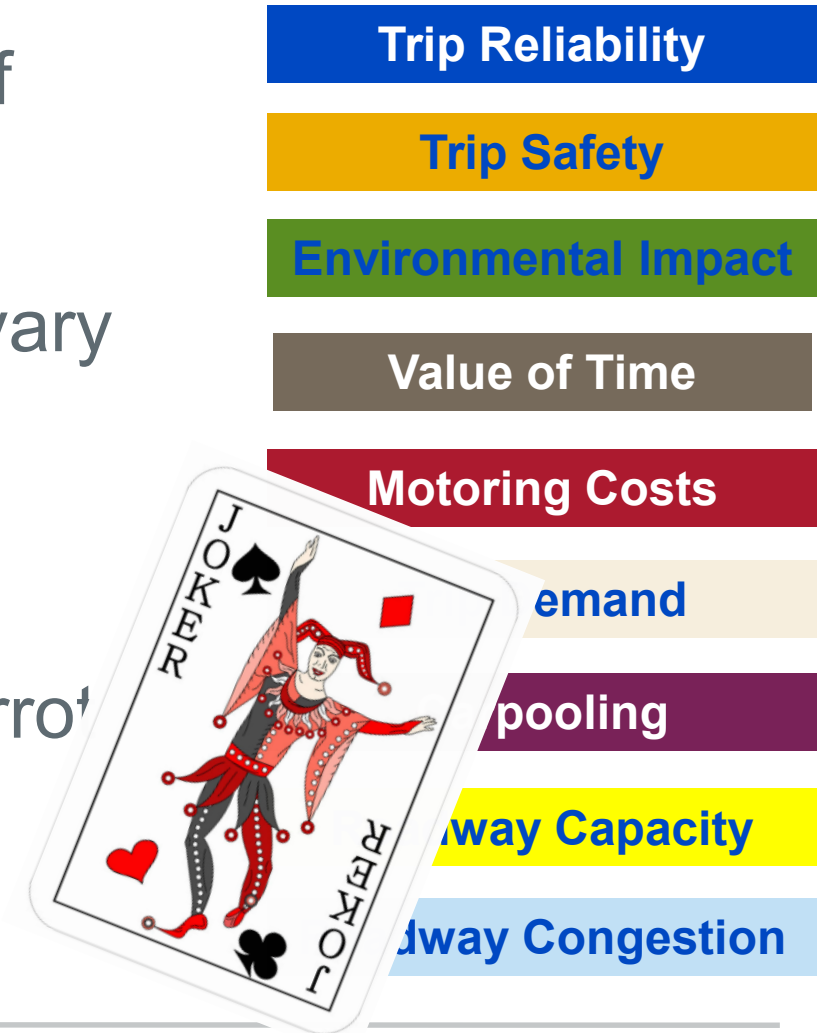 f
vary
Trip Reliability
Trip Safety
Environmental Impact
Value of Time
Motoring Costs
emand
pooling
way Capacity
dway Congestion
JOKER
JOKER